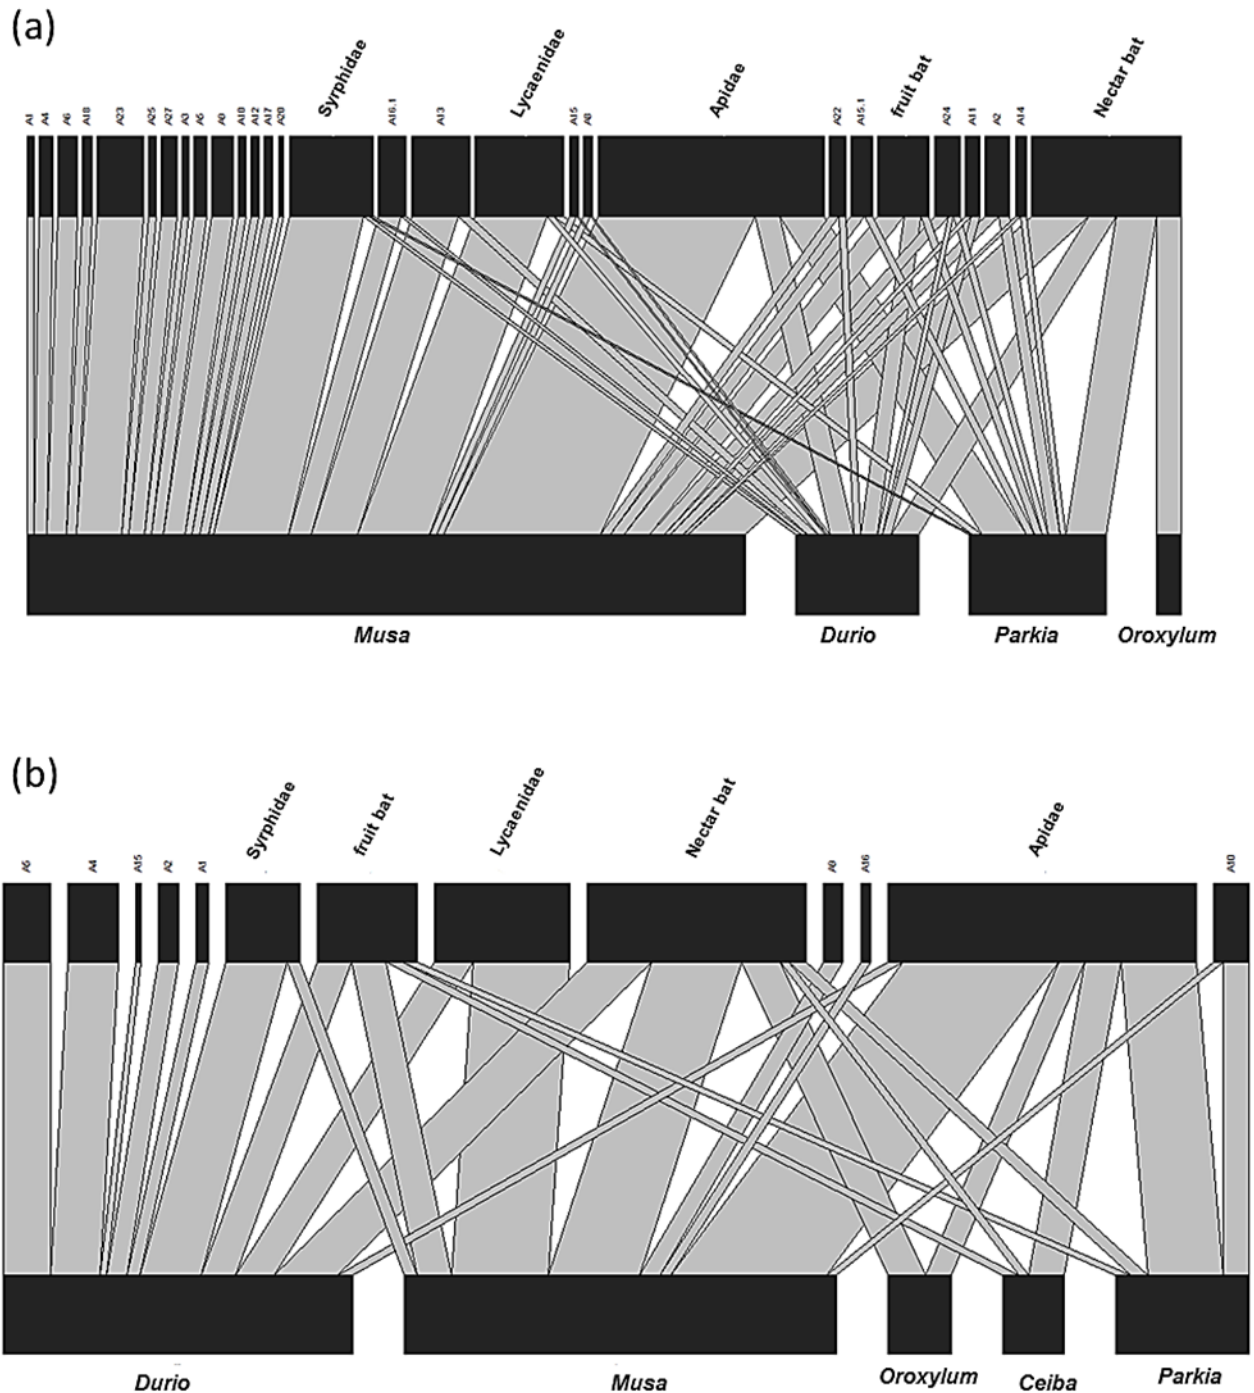 (a)
A1 A4 A6 A18 A23 A25 A27 A3 A5 A9 A10 A12 A17 A20 Syrphidae A16.1 A13 Lycaenidae A15 A8 Apidae A22 A15.1 fruit bat A24 A11 A2 A14 Nectar bat
Musa Durio Parkia Oroxylum
(b)
A4 A15 A2 A1 Syrphidae fruit bat Lycaenidae Nectar bat A9 A16 Apidae A10
Durio Musa Oroxylum Ceiba Parkia